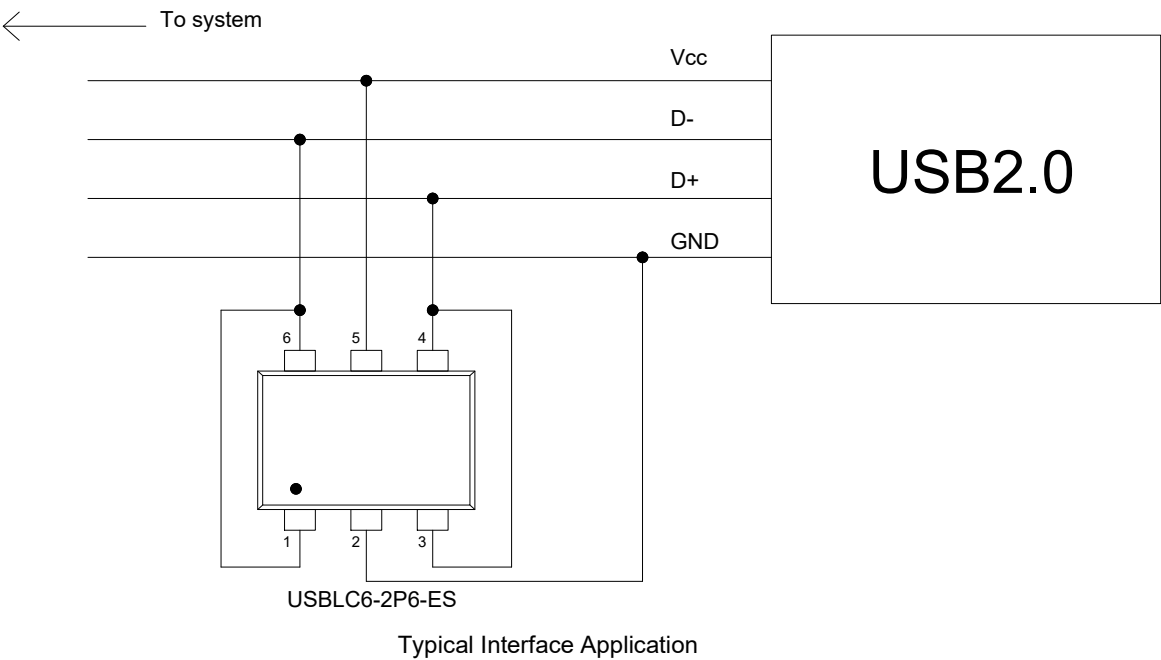 To system
Vcc
D-
D+
GND
USB2.0
6 5 4
1 2 3
USBLC6-2P6-ES
Typical Interface Application